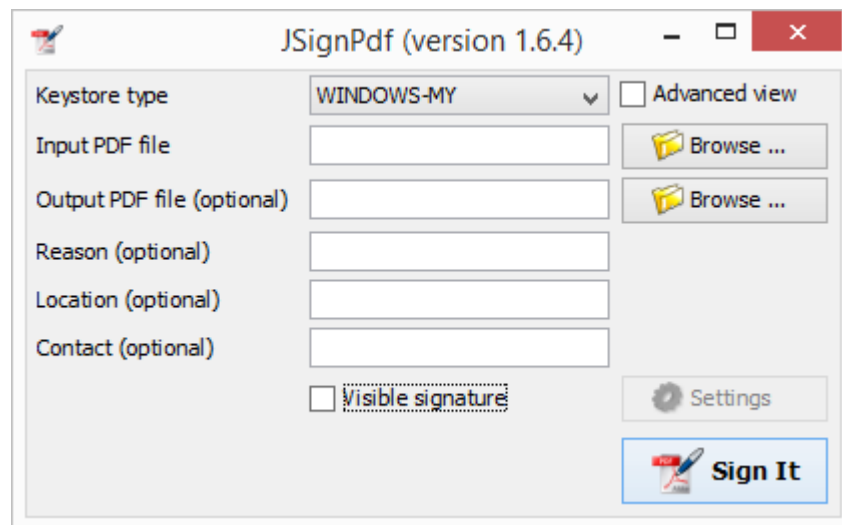 JSignPdf (version 1.6.4)
Keystore type WINDOWS-MY Advanced view
Input PDF file Browse ...
Output PDF file (optional) Browse ...
Reason (optional)
Location (optional)
Contact (optional)
Visible signature Settings
Sign It